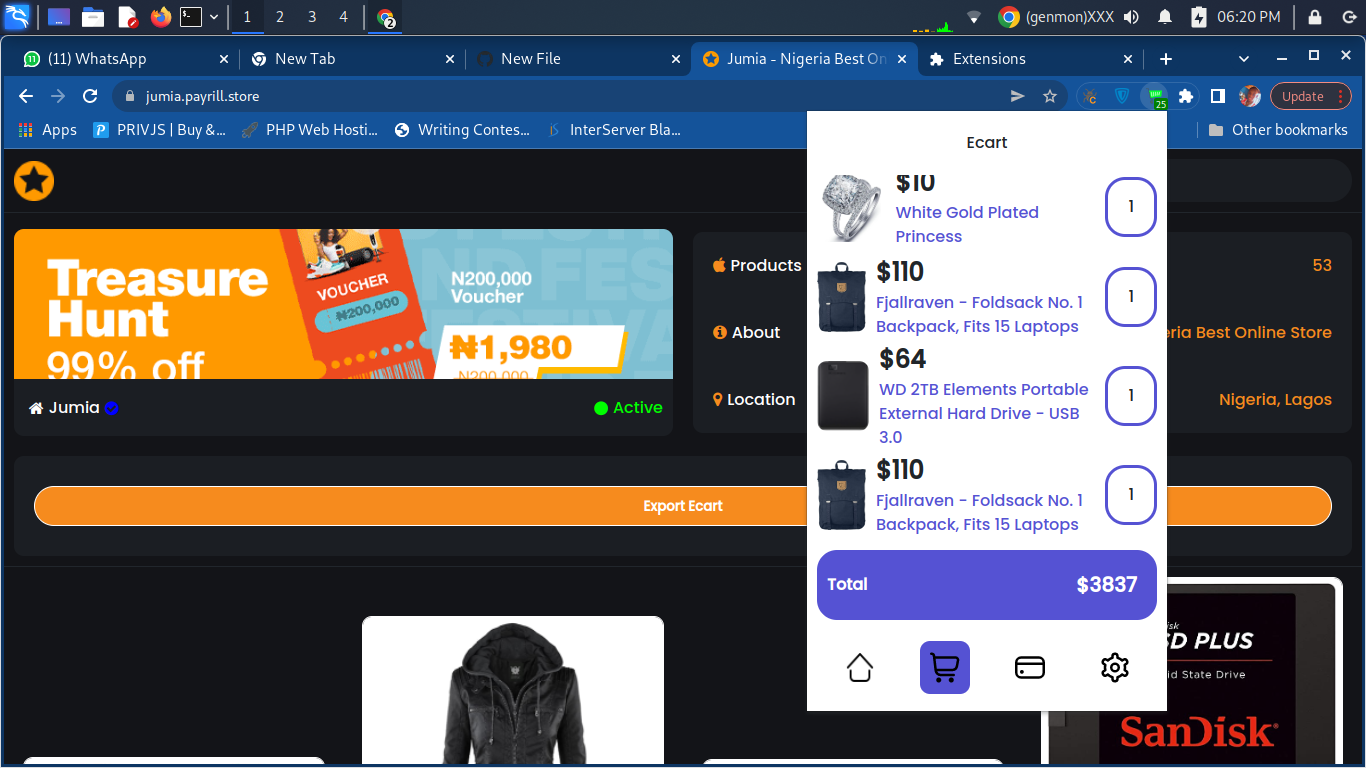 1
2
3
4
2
(genmon)XXX
06:20 PM
(11) WhatsApp
New Tab
New File
Jumia - Nigeria Best On
Extensions
jumia.payrill.store
25
Update
Apps
PRIVJS | Buy &...
PHP Web Hosti...
Writing Contes...
InterServer Bla...
Other bookmarks
Treasure
Hunt
99% off
VOUCHER
₦200,000
N200,000
Voucher
₦1,980
N200,000
Jumia
Active
Products
53
About
eria Best Online Store
Location
Nigeria, Lagos
Export Ecart
Ecart
$10
White Gold Plated
Princess
1
$110
Fjallraven - Foldsack No. 1
Backpack, Fits 15 Laptops
1
$64
WD 2TB Elements Portable
External Hard Drive - USB
3.0
1
$110
Fjallraven - Foldsack No. 1
Backpack, Fits 15 Laptops
1
Total
$3837
isk
SD PLUS
id State Drive
SanDisk